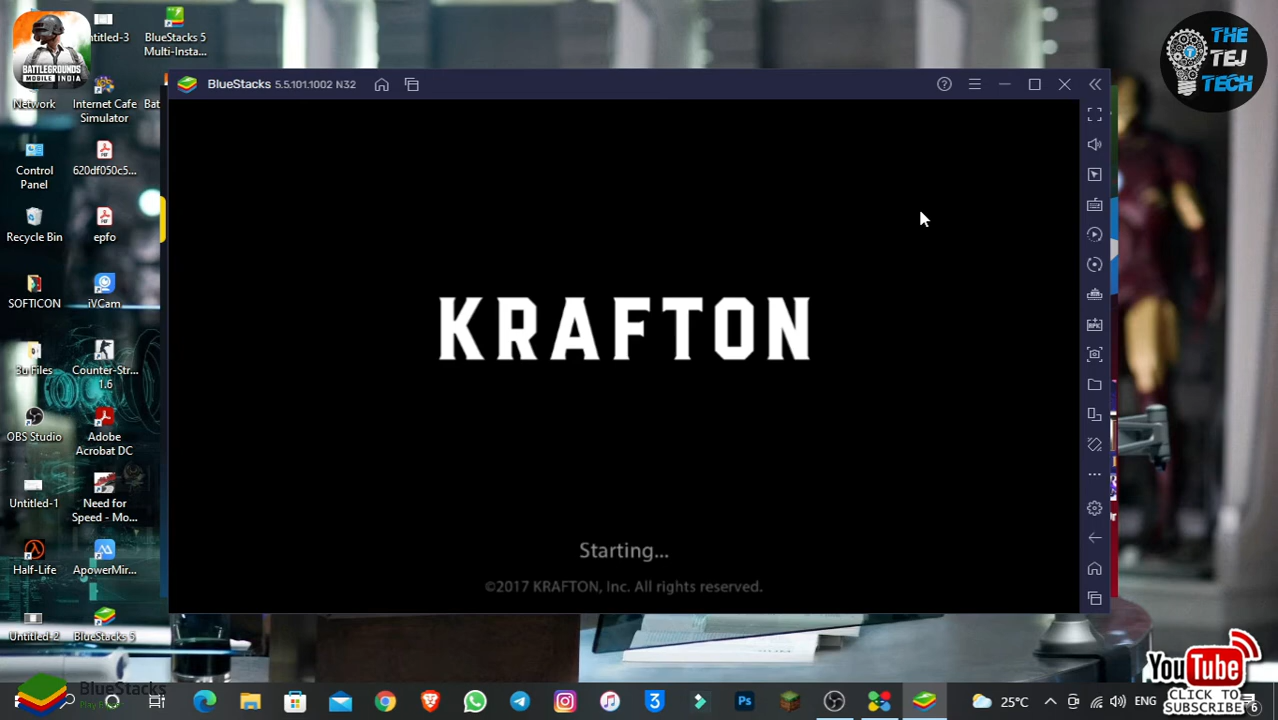 Untitled-3
BlueStacks 5
Multi-Insta...
BATTLEGROUNDS
MOBILE INDIA
THE
TEJ
TECH
Network
Internet Cafe
Simulator
Bat
BlueStacks 5.5.101.1002 N32
Control
Panel
620df050c5...
Recycle Bin
epfo
SOFTICON
iVCam
3u Files
Counter-Str...
1.6
KRAFTON
OBS Studio
Adobe
Acrobat DC
Untitled-1
Need for
Speed - Mo...
Starting...
©2017 KRAFTON, Inc. All rights reserved.
Half-Life
ApowerMir...
Untitled-2
BlueStacks 5
YouTube
CLICK TO
SUBSCRIBE
BlueStacks
25°C
ENG
6